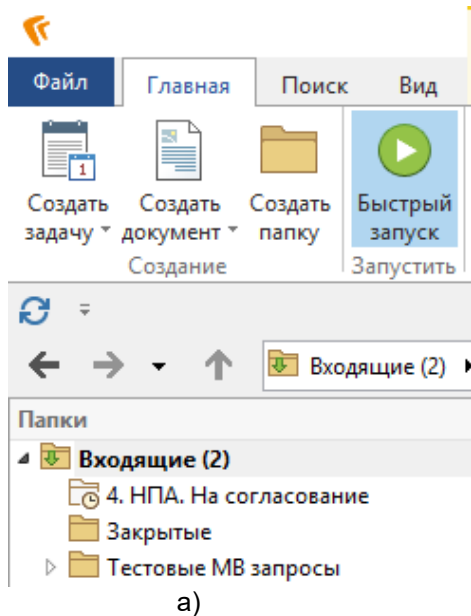 Файл Главная Поиск Вид
1
Создать задачу Создать документ Создать папку Быстрый запуск
Создание Запустить
Входящие (2)
Папки
Входящие (2)
4. НПА. На согласование
Закрытые
Тестовые МВ запросы
а)